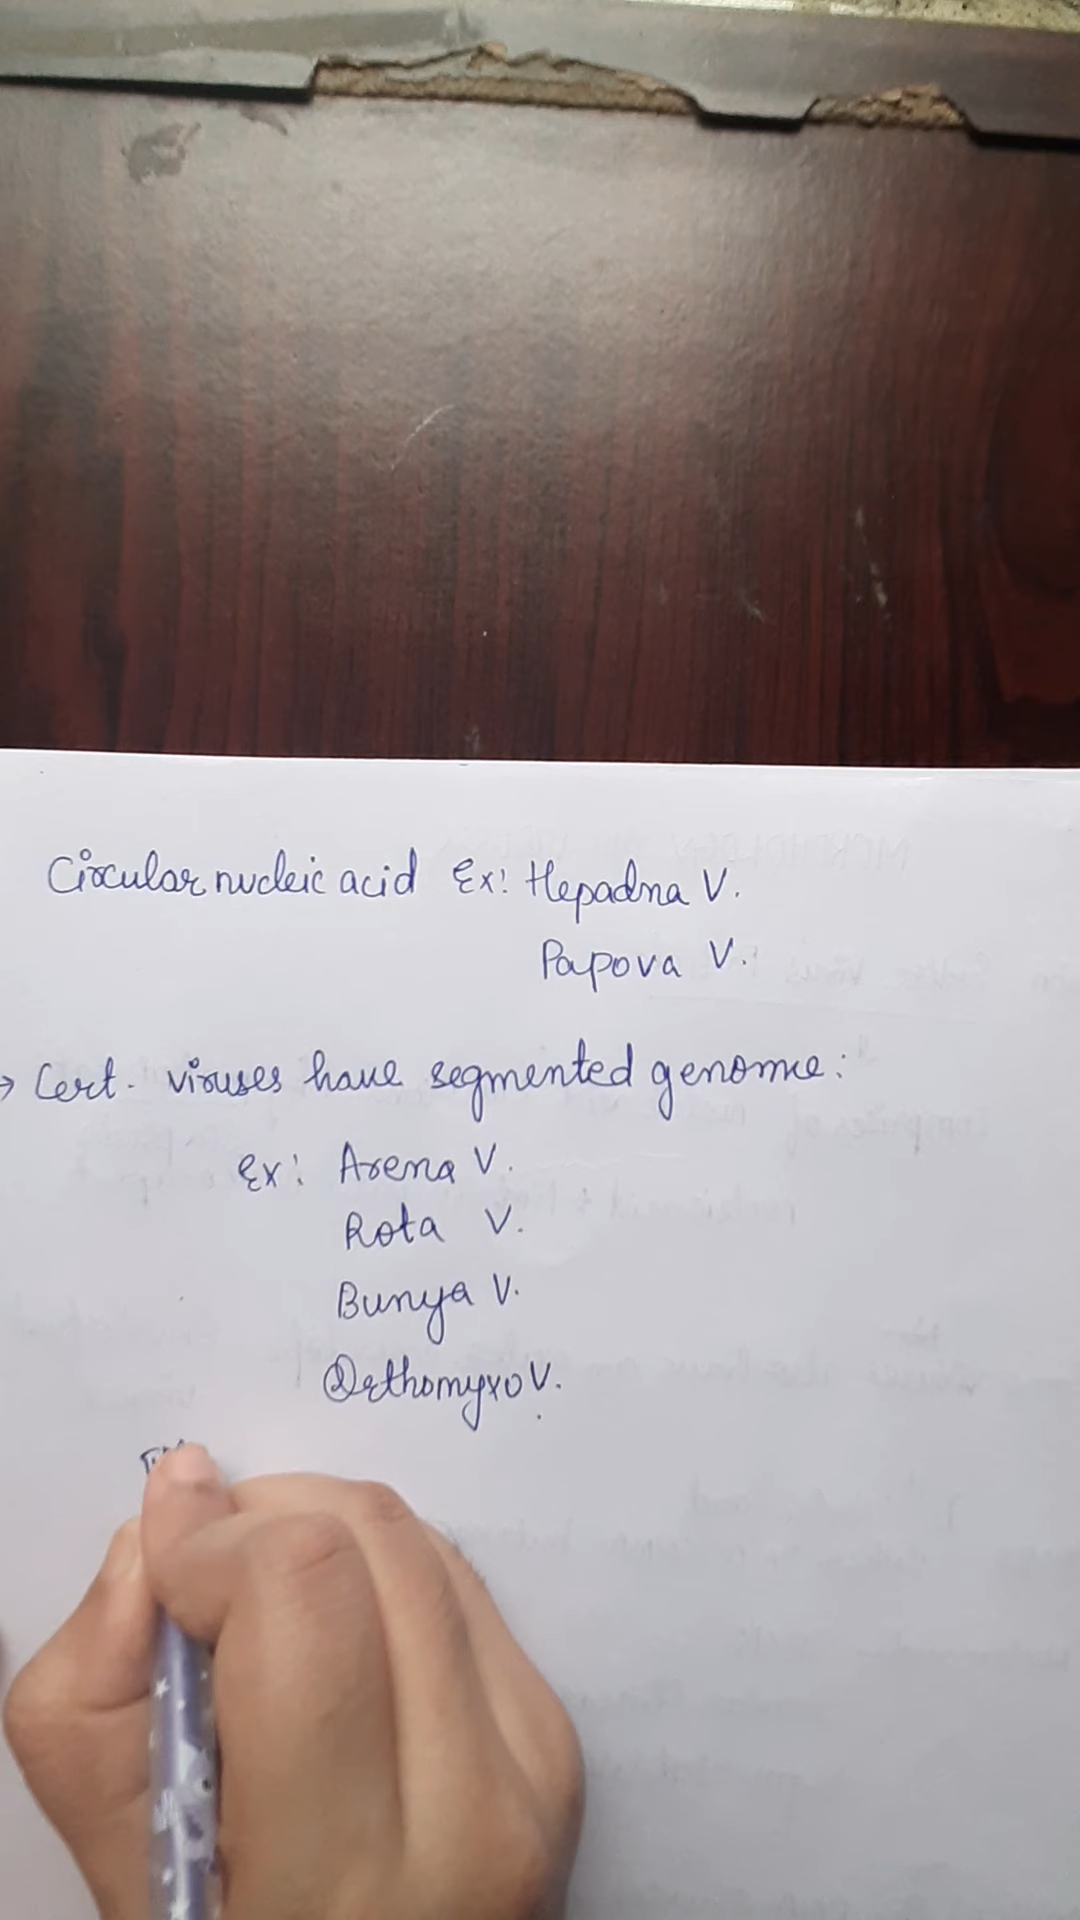 Circular nucleic acid Ex: Hepadna V.
Papova V.
→ Cert. viruses have segmented genome:
Ex: Arena V.
Rota V.
Bunya V.
Orthomyxo V.